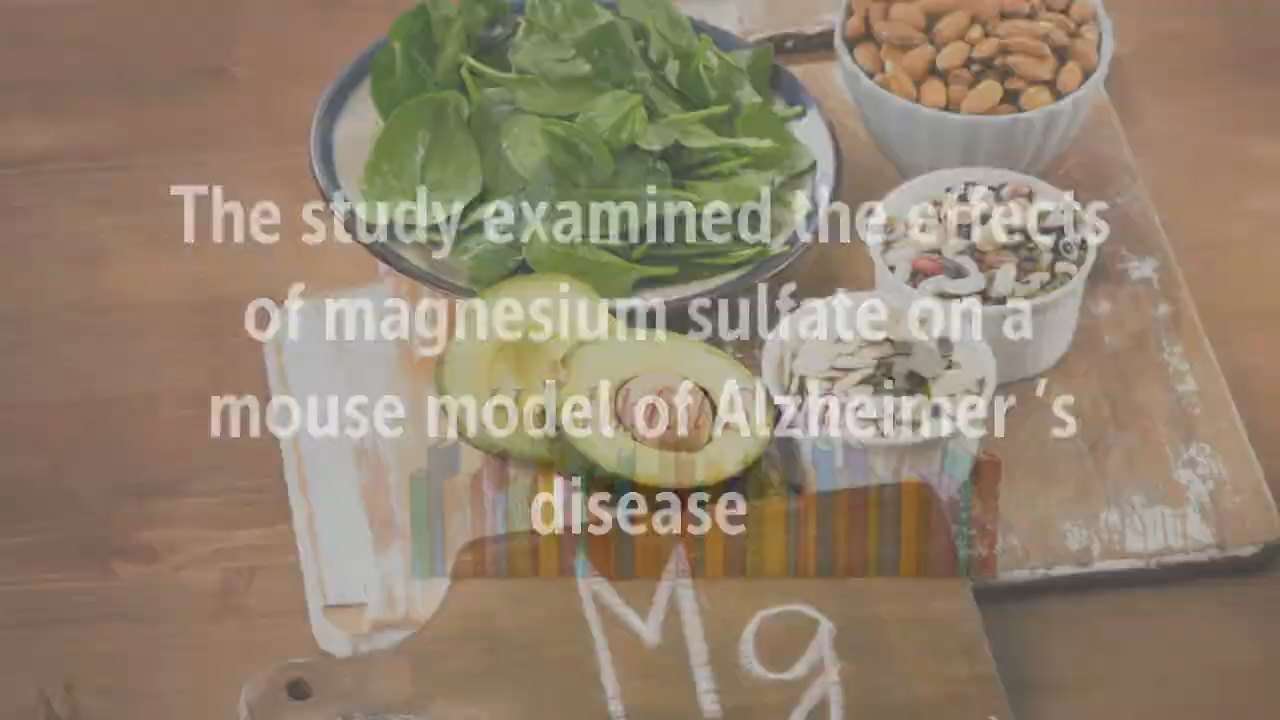 The study examined the effects
of magnesium sulfate on a
mouse model of Alzheimer 's
disease
Mg